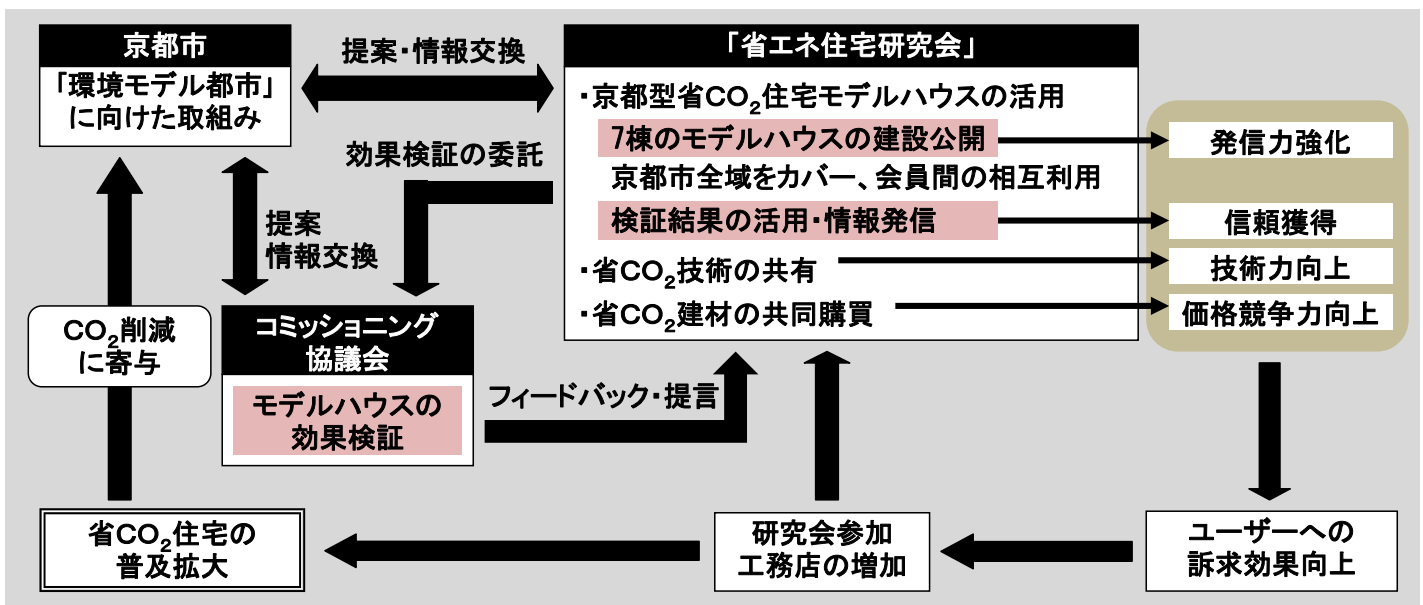 京都市
「環境モデル都市」
に向けた取組み
提案・情報交換
「省エネ住宅研究会」
・京都型省CO₂住宅モデルハウスの活用
7棟のモデルハウスの建設公開
京都市全域をカバー、会員間の相互利用
検証結果の活用・情報発信
・省CO₂技術の共有
・省CO₂建材の共同購買
発信力強化
信頼獲得
技術力向上
価格競争力向上
効果検証の委託
提案
情報交換
CO₂削減
に寄与
コミッショニング
協議会
モデルハウスの
効果検証
フィードバック・提言
省CO₂住宅の
普及拡大
研究会参加
工務店の増加
ユーザーへの
訴求効果向上